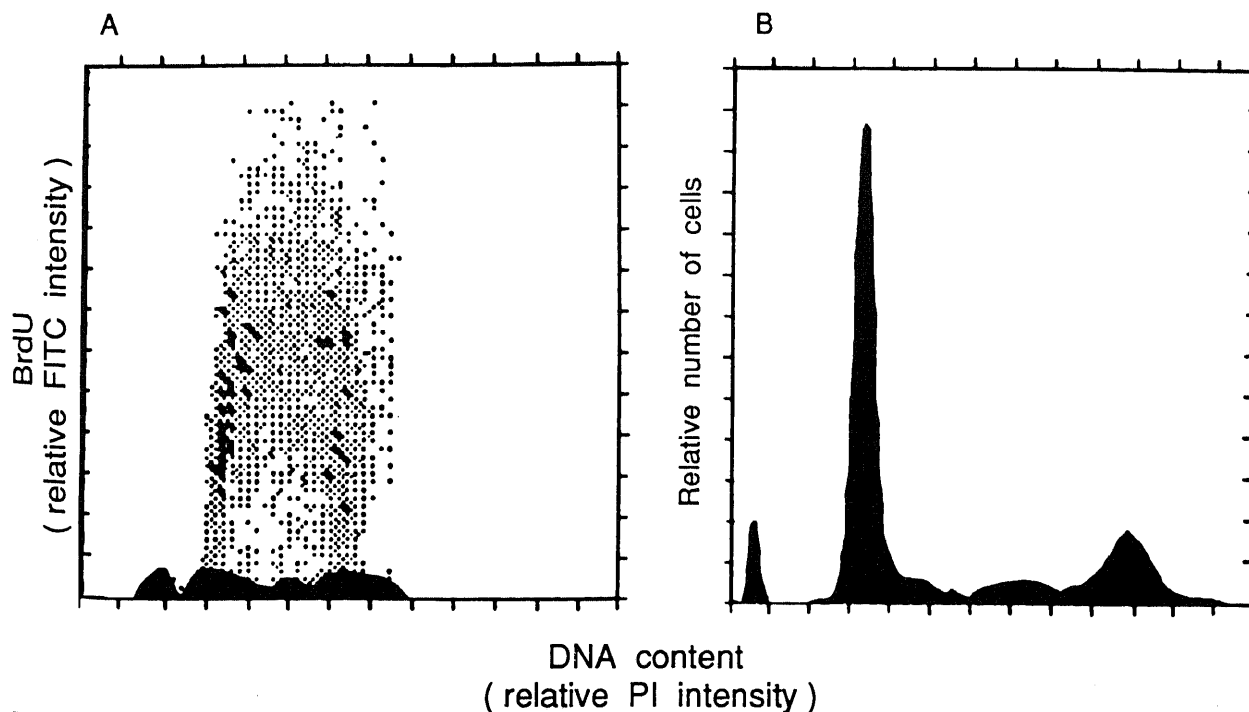 A
B
BrdU
( relative FITC intensity )
Relative number of cells
DNA content
( relative PI intensity )